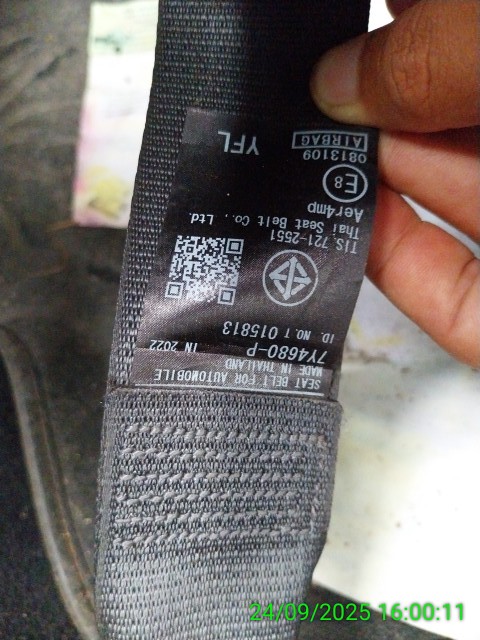 SEAT BELT FOR AUTOMOBILE
MADE IN THAILAND
7Y4680-P IN 2022
ID. NO. T 015813
TIS 721-2551
Thai Seat Belt Co., Ltd.
Aer4mp
E8
0813109
AIRBAG
YFL
24/09/2025 16:00:11